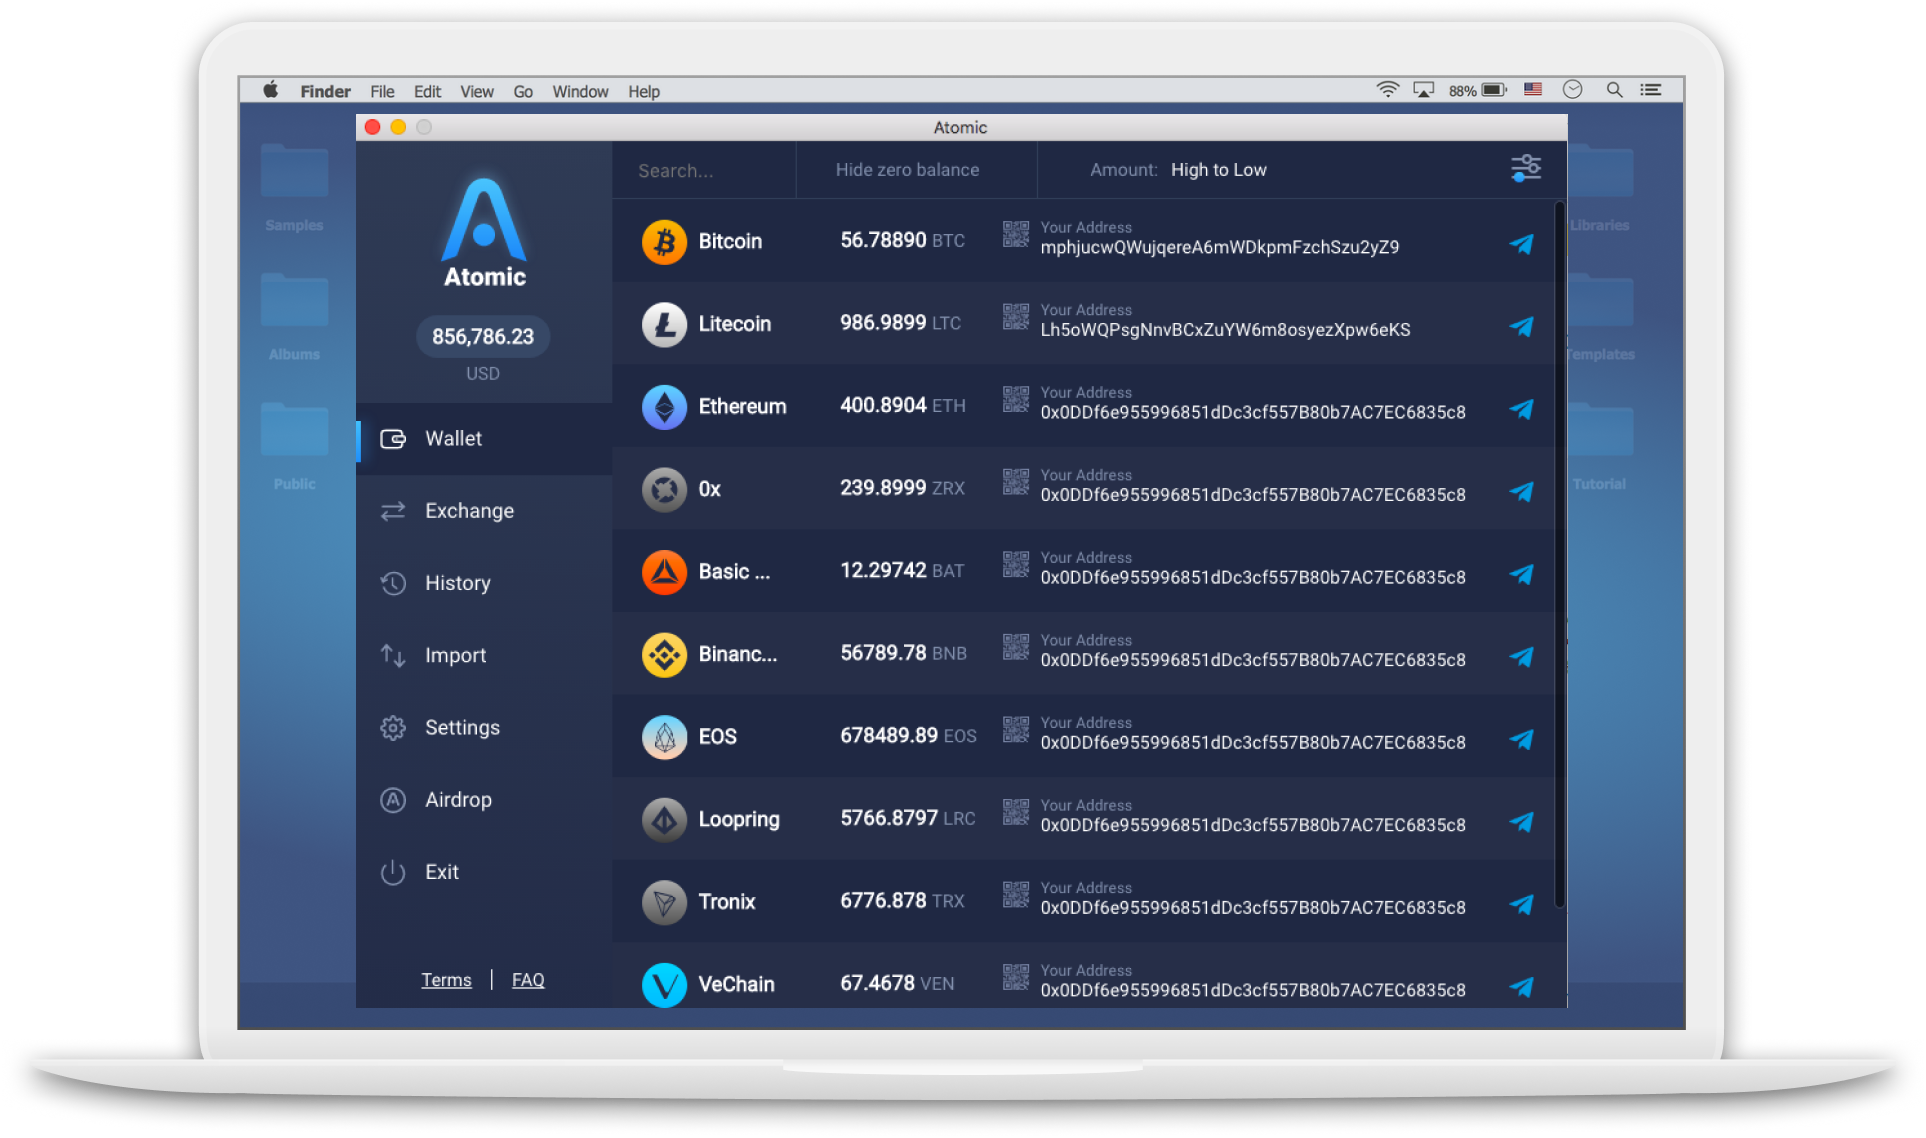 Finder File Edit View Go Window Help 88%
Atomic
Samples
Albums
Public
Atomic
856,786.23
USD
Wallet
Exchange
History
Import
Settings
Airdrop
Exit
Terms | FAQ
Search... Hide zero balance Amount: High to Low
Bitcoin 56.78890 BTC Your Address
mphjucwQWujqereA6mWDkpmFzchSzu2yZ9
Litecoin 986.9899 LTC Your Address
Lh5oWQPsgNnvBCxZuYW6m8osyezXpw6eKS
Ethereum 400.8904 ETH Your Address
0x0DDf6e955996851dDc3cf557B80b7AC7EC6835c8
0x 239.8999 ZRX Your Address
0x0DDf6e955996851dDc3cf557B80b7AC7EC6835c8
Basic ... 12.29742 BAT Your Address
0x0DDf6e955996851dDc3cf557B80b7AC7EC6835c8
Binanc... 56789.78 BNB Your Address
0x0DDf6e955996851dDc3cf557B80b7AC7EC6835c8
EOS 678489.89 EOS Your Address
0x0DDf6e955996851dDc3cf557B80b7AC7EC6835c8
Loopring 5766.8797 LRC Your Address
0x0DDf6e955996851dDc3cf557B80b7AC7EC6835c8
Tronix 6776.878 TRX Your Address
0x0DDf6e955996851dDc3cf557B80b7AC7EC6835c8
VeChain 67.4678 VEN Your Address
0x0DDf6e955996851dDc3cf557B80b7AC7EC6835c8
Libraries
Templates
Tutorial